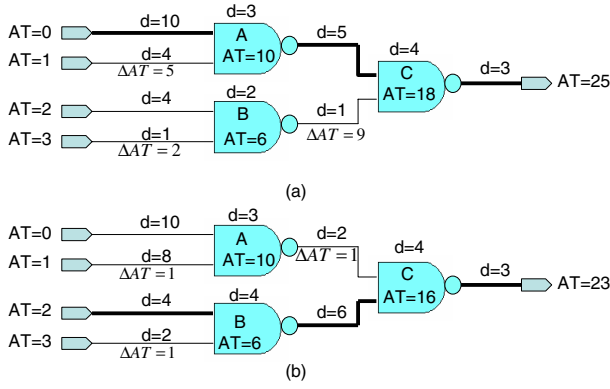 AT=0 d=10 d=3
A
AT=10 d=5
AT=1 d=4
ΔAT = 5
d=4
C
AT=18 d=3 AT=25
AT=2 d=4 d=2
B
AT=6 d=1
ΔAT = 9
AT=3 d=1
ΔAT = 2
(a)
AT=0 d=10 d=3
A
AT=10 d=2
ΔAT = 1
AT=1 d=8
ΔAT = 1
d=4
C
AT=16 d=3 AT=23
AT=2 d=4 d=4
B
AT=6 d=6
AT=3 d=2
ΔAT = 1
(b)